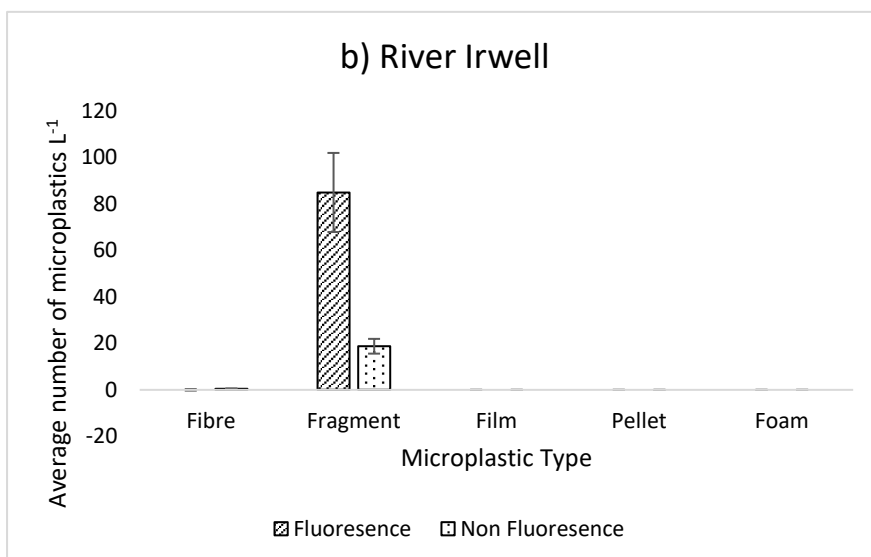 b) River Irwell
Average number of microplastics L-1
120
100
80
60
40
20
0
-20
Fibre Fragment Film Pellet Foam
Microplastic Type
Fluoresence Non Fluoresence